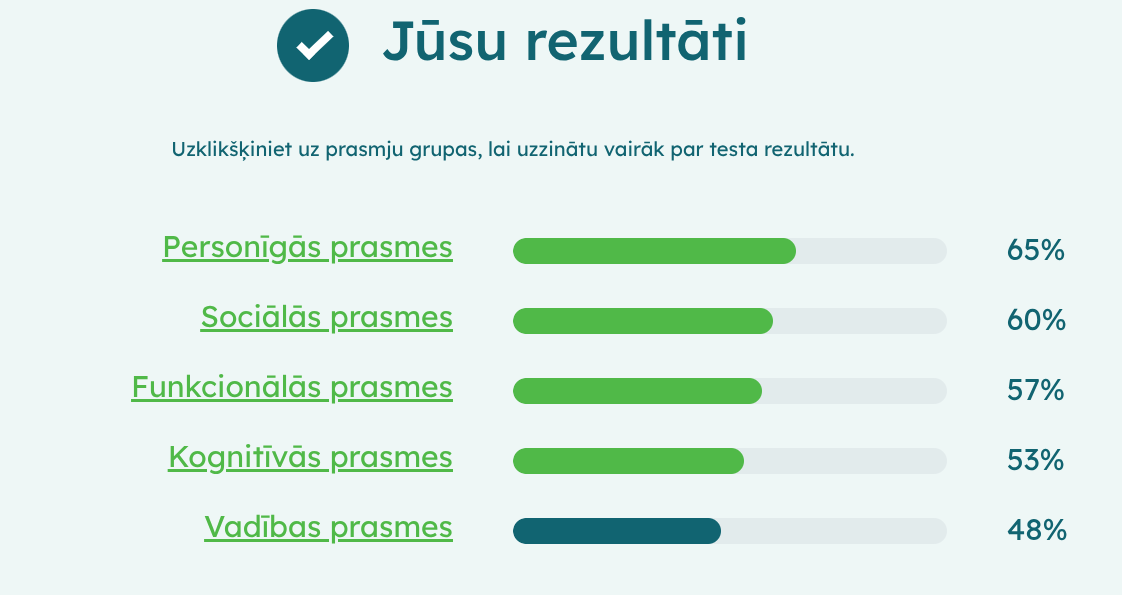 Jūsu rezultāti
Uzklikšķiniet uz prasmju grupas, lai uzzinātu vairāk par testa rezultātu.
Personīgās prasmes 65%
Sociālās prasmes 60%
Funkcionālās prasmes 57%
Kognitīvās prasmes 53%
Vadības prasmes 48%